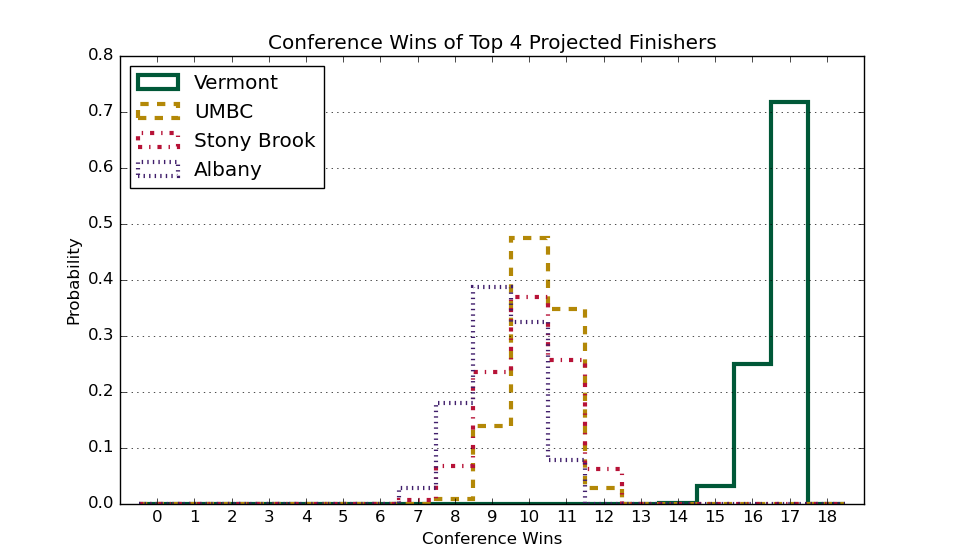 Conference Wins of Top 4 Projected Finishers
0.8
0.7
0.6
0.5
0.4
0.3
0.2
0.1
0.0
Probability
Vermont
UMBC
Stony Brook
Albany
0 1 2 3 4 5 6 7 8 9 10 11 12 13 14 15 16 17 18
Conference Wins